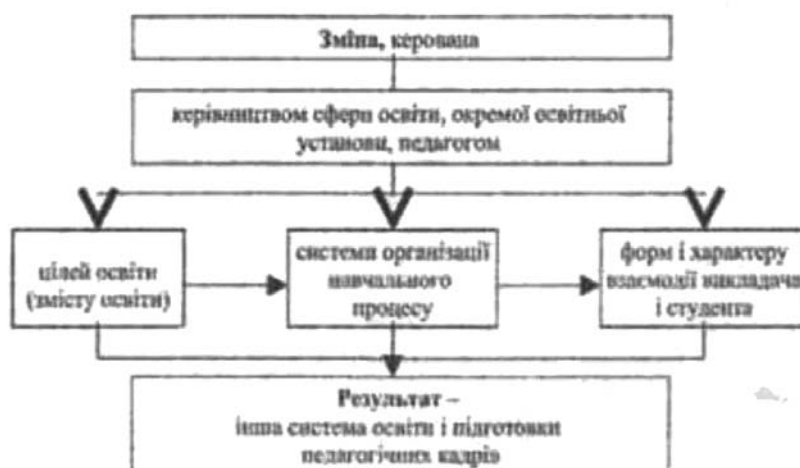 Зміна, керована
керівництвом сфери освіти, окремої освітньої
установи, педагогом
цілей освіти
(змісту освіти)
системи організації
навчального
процесу
форм і характеру
взаємодії викладача
і студента
Результат –
інша система освіти і підготовки
педагогічних кадрів